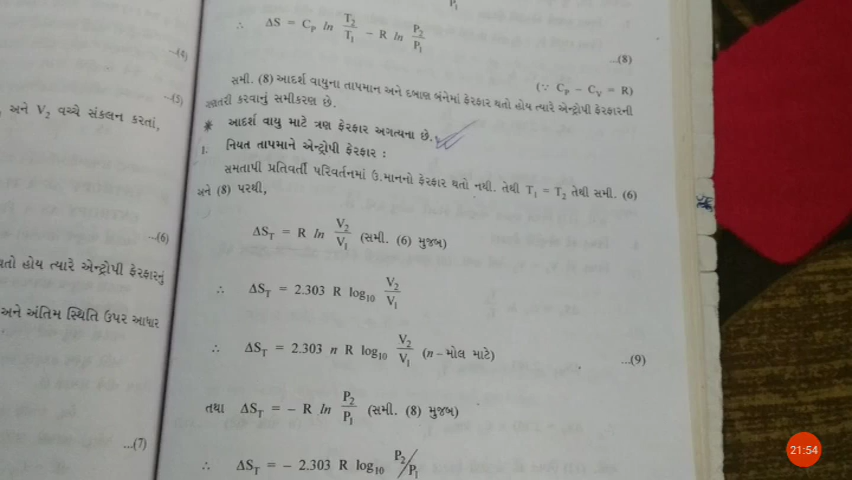 P₁
∴ ΔS = C_P ln T₂/T₁ − R ln P₂/P₁
...(8)
(∵ C_P − C_V = R)
સમી. (8) આદર્શ વાયુના તાપમાન અને દબાણ બંનેમાં ફેરફાર થતો હોય ત્યારે એન્ટ્રોપી ફેરફારની
ગણતરી કરવાનું સમીકરણ છે.
* આદર્શ વાયુ માટે ત્રણ ફેરફાર અગત્યના છે.
1. નિયત તાપમાને એન્ટ્રોપી ફેરફાર :
સમતાપી પ્રતિવર્તી પરિવર્તનમાં ઉ.માનનો ફેરફાર થતો નથી. તેથી T₁ = T₂ તેથી સમી. (6)
અને (8) પરથી,
ΔS_T = R ln V₂/V₁ (સમી. (6) મુજબ)
∴ ΔS_T = 2.303 R log₁₀ V₂/V₁
∴ ΔS_T = 2.303 n R log₁₀ V₂/V₁ (n – મોલ માટે) ...(9)
તથા ΔS_T = − R ln P₂/P₁ (સમી. (8) મુજબ)
∴ ΔS_T = − 2.303 R log₁₀ P₂/P₁
...(4)
...(5)
અને V₂ વચ્ચે સંકલન કરતાં,
...(6)
થતો હોય ત્યારે એન્ટ્રોપી ફેરફારનું
અને અંતિમ સ્થિતિ ઉપર આધાર
...(7)
21:54